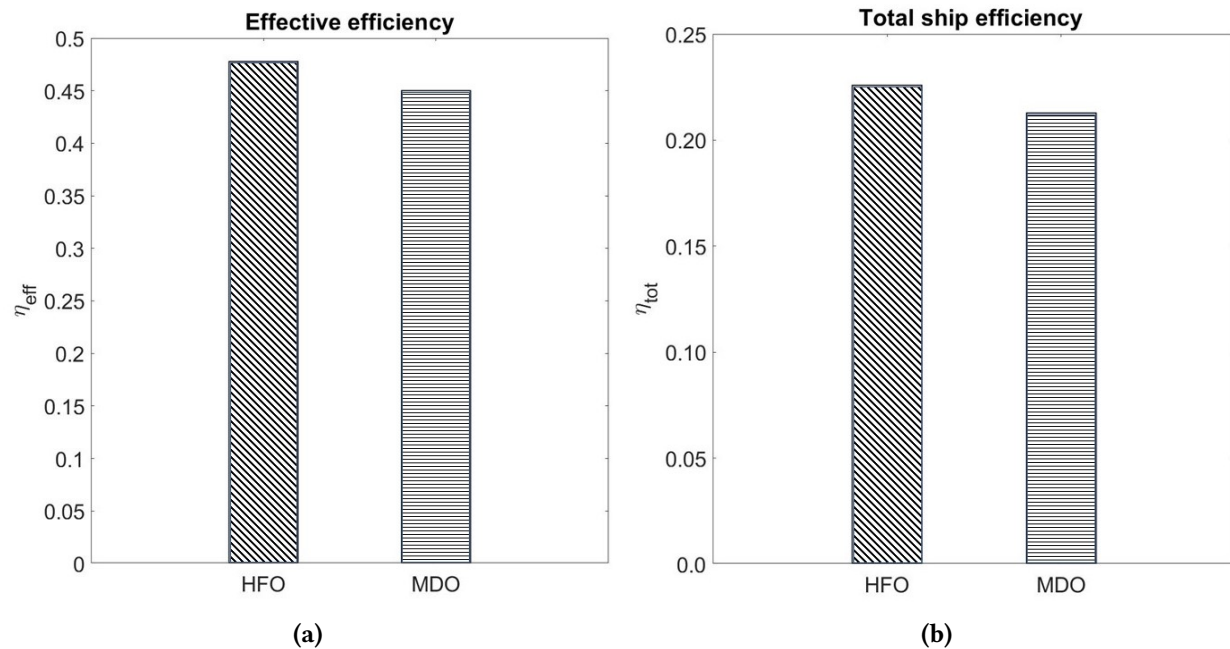 Effective efficiency
0.5
0.45
0.4
0.35
0.3
0.25
0.2
0.15
0.1
0.05
0
η_eff
HFO MDO
(a)
Total ship efficiency
0.25
0.20
0.15
0.10
0.05
0.0
η_tot
HFO MDO
(b)